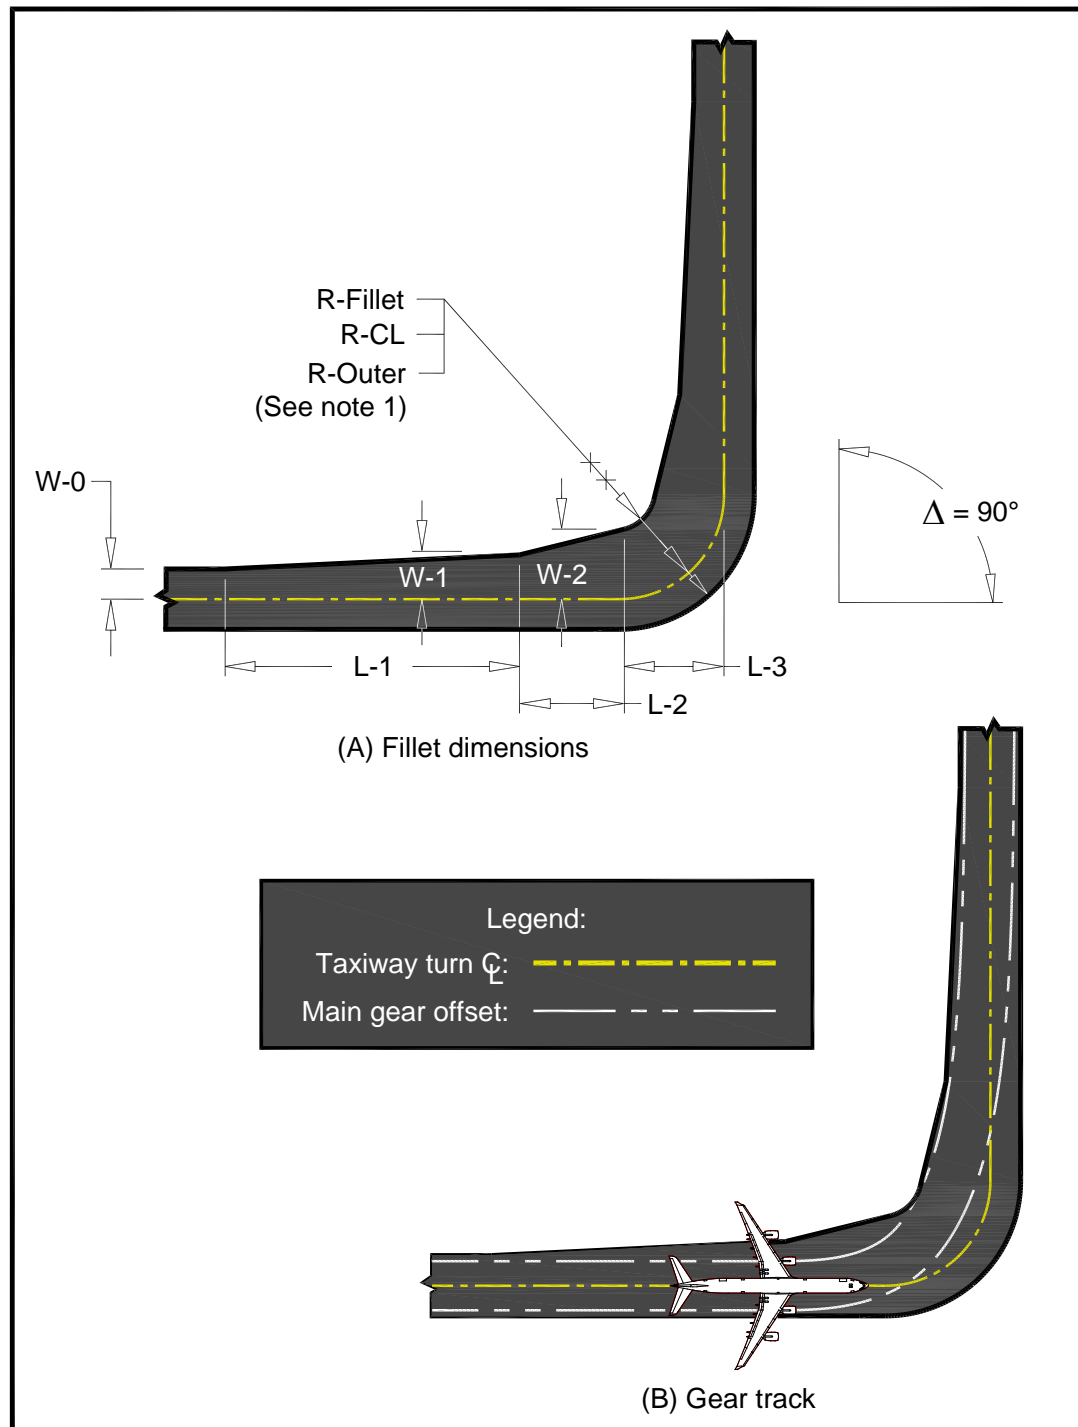 R-Fillet
R-CL
R-Outer
(See note 1)
W-0
Δ = 90°
W-1
W-2
L-1
L-3
L-2
(A) Fillet dimensions
Legend:
Taxiway turn ℄:
Main gear offset:
(B) Gear track